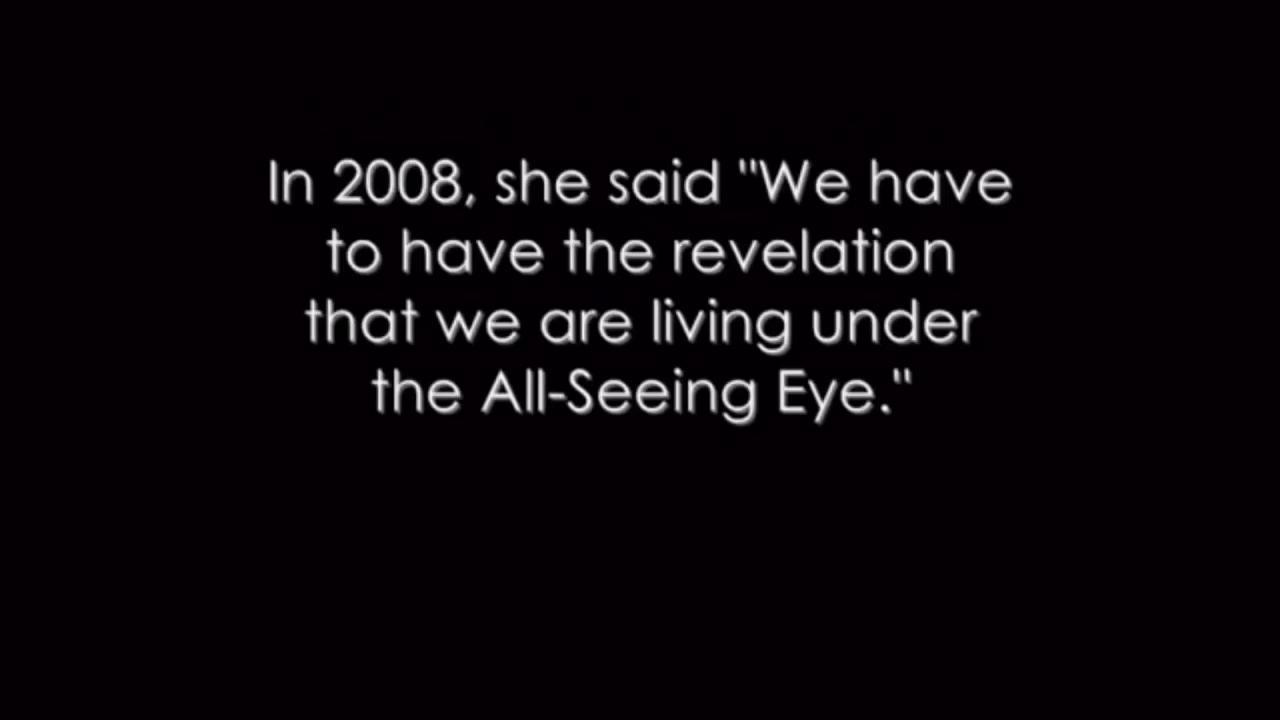 In 2008, she said "We have
to have the revelation
that we are living under
the All-Seeing Eye."